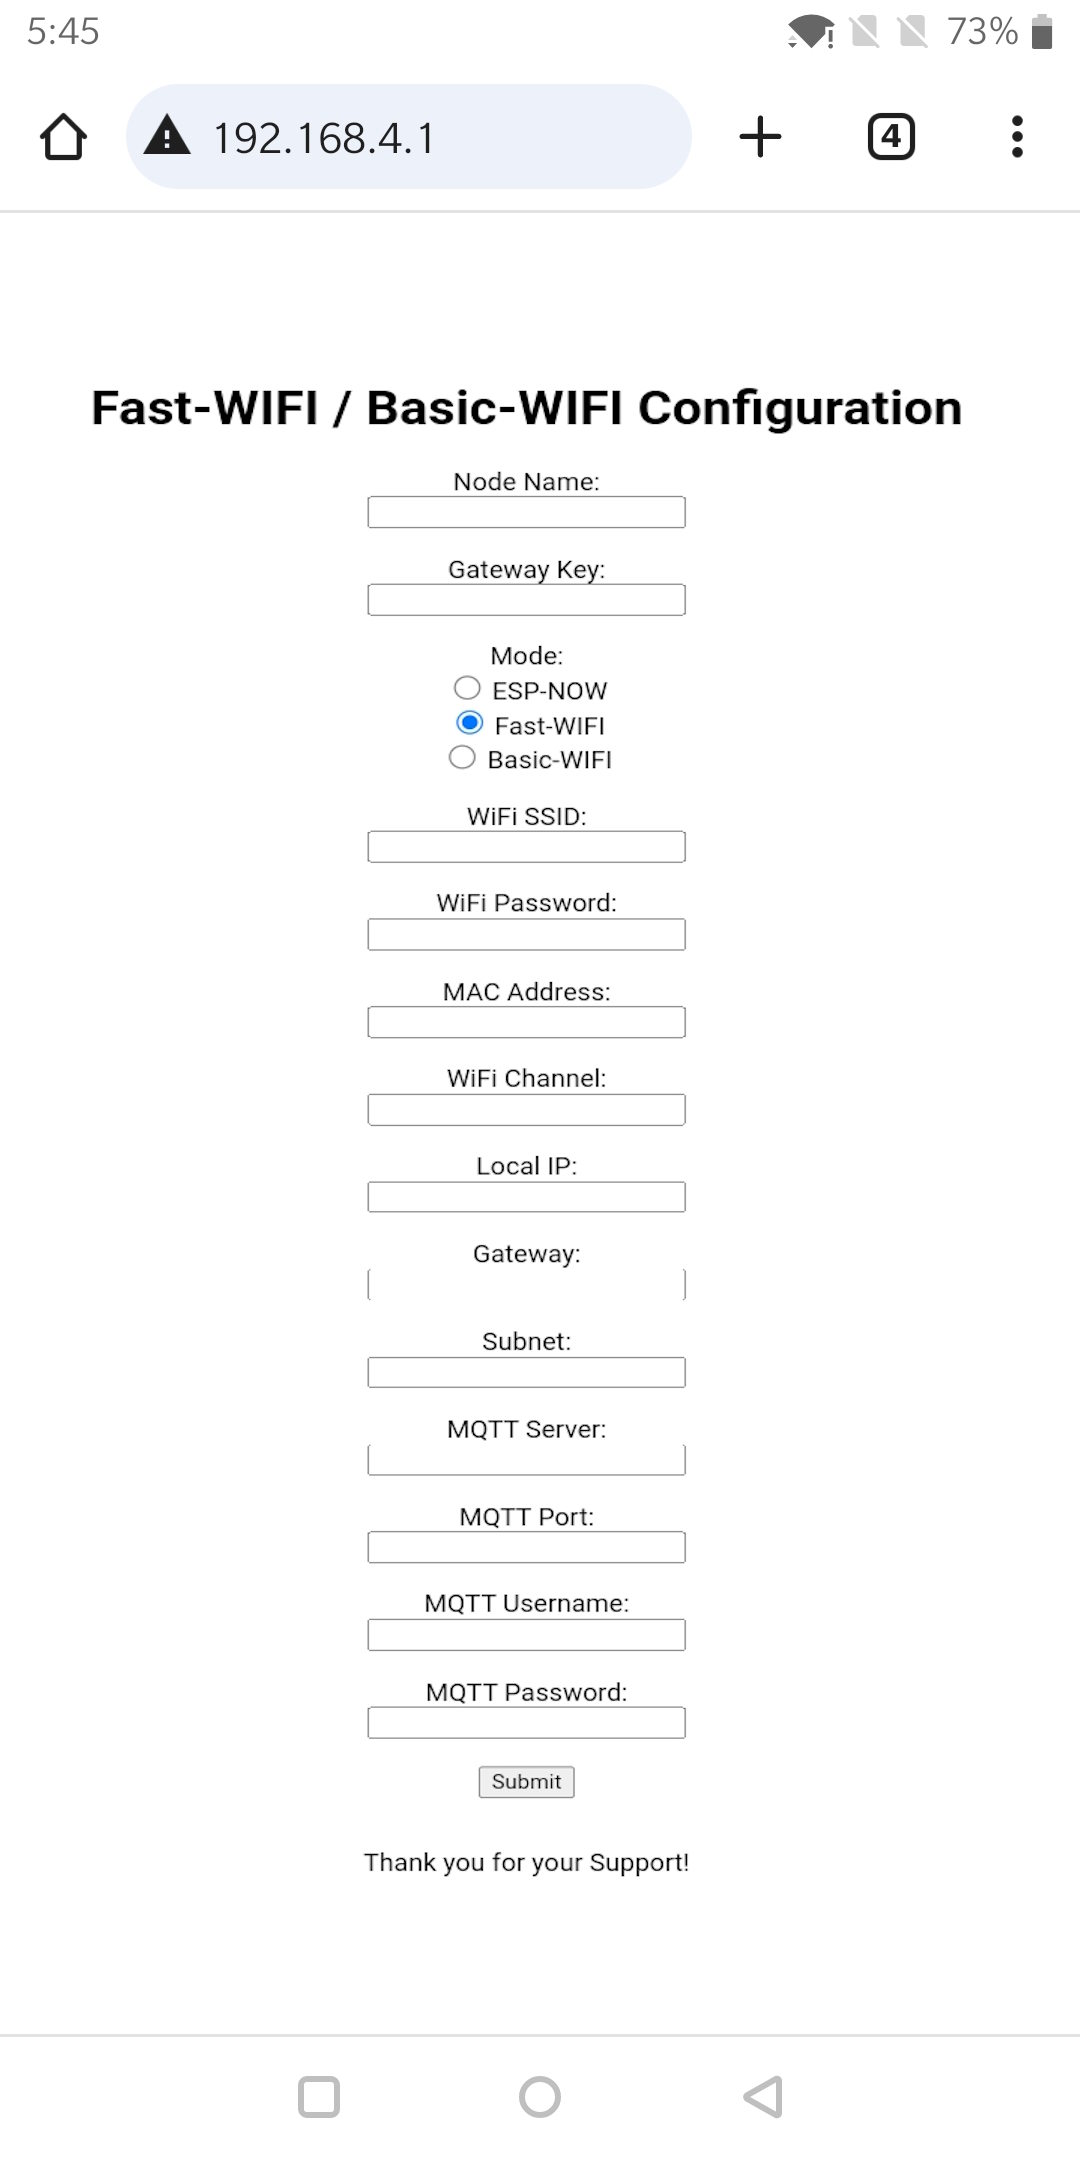 5:45
73%
192.168.4.1
4
Fast-WIFI / Basic-WIFI Configuration
Node Name:
Gateway Key:
Mode:
ESP-NOW
Fast-WIFI
Basic-WIFI
WiFi SSID:
WiFi Password:
MAC Address:
WiFi Channel:
Local IP:
Gateway:
Subnet:
MQTT Server:
MQTT Port:
MQTT Username:
MQTT Password:
Submit
Thank you for your Support!